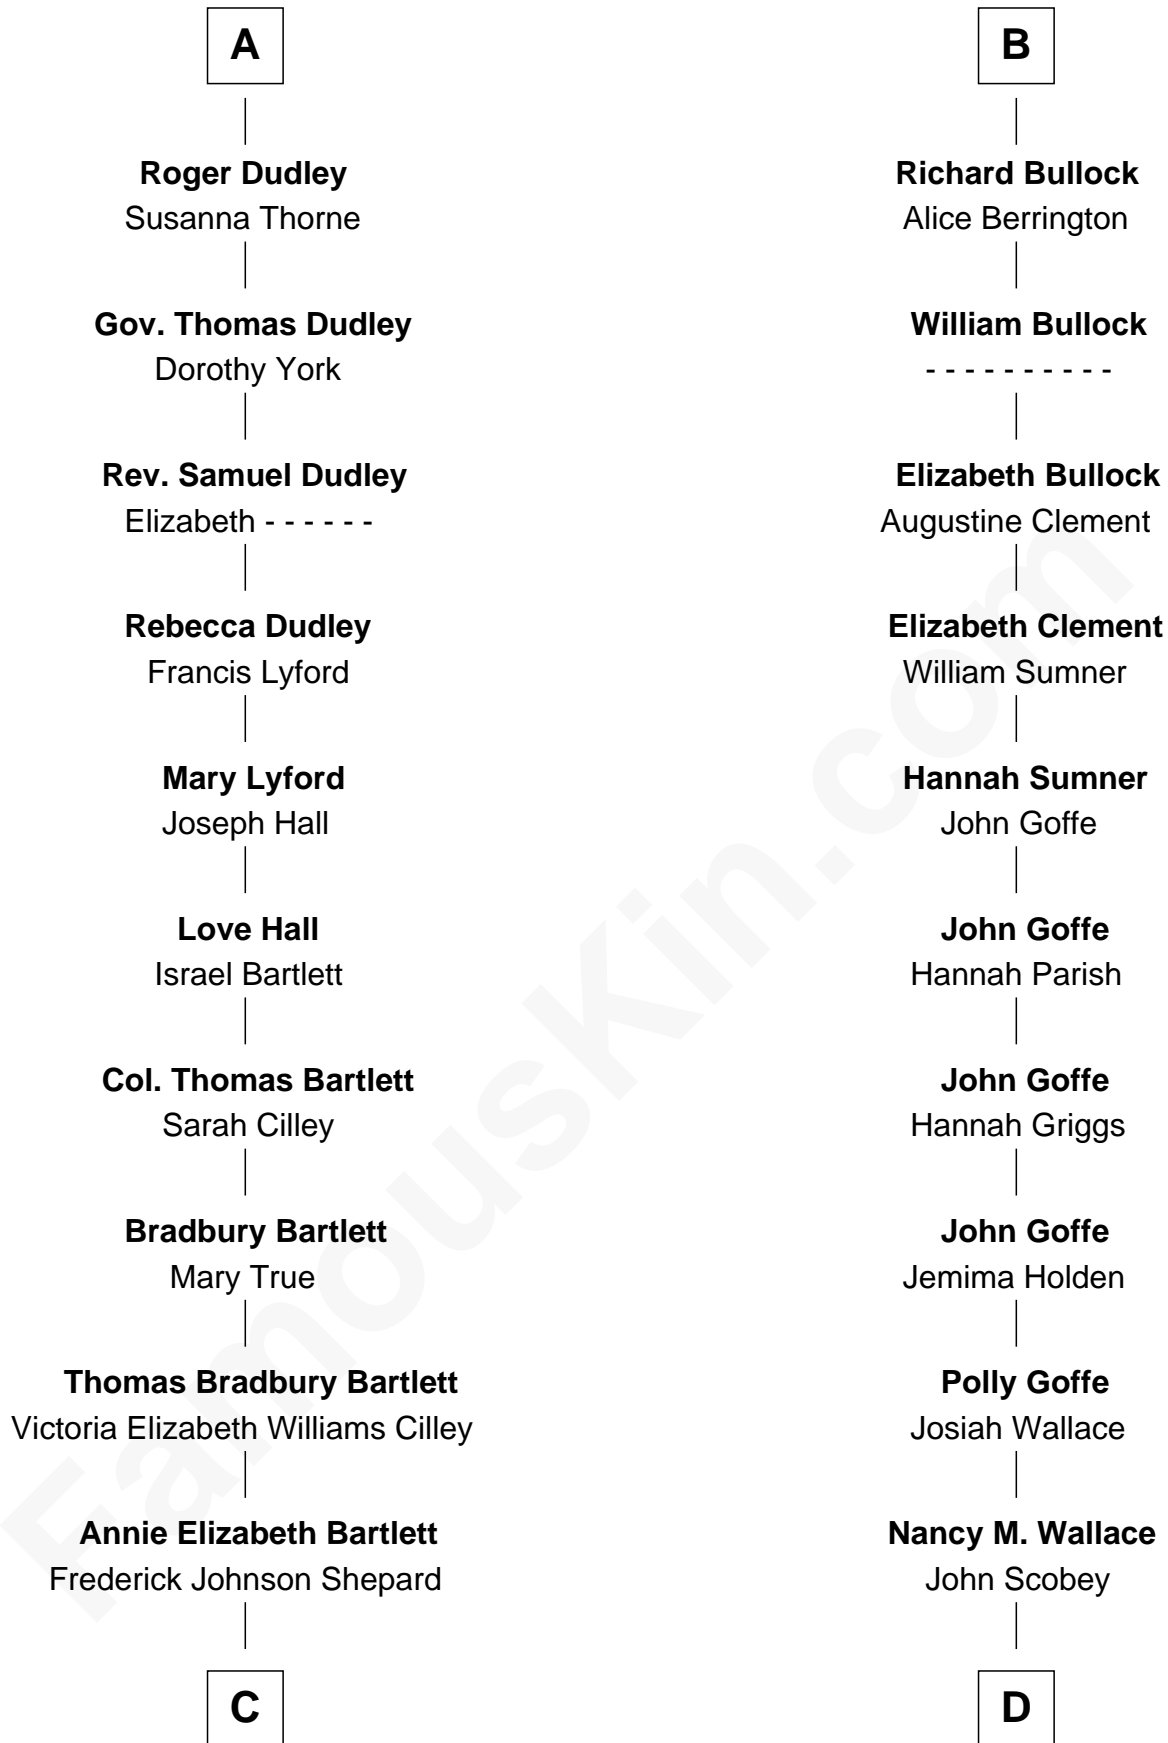 A
Roger Dudley
Susanna Thorne
Gov. Thomas Dudley
Dorothy York
Rev. Samuel Dudley
Elizabeth - - - - - -
Rebecca Dudley
Francis Lyford
Mary Lyford
Joseph Hall
Love Hall
Israel Bartlett
Col. Thomas Bartlett
Sarah Cilley
Bradbury Bartlett
Mary True
Thomas Bradbury Bartlett
Victoria Elizabeth Williams Cilley
Annie Elizabeth Bartlett
Frederick Johnson Shepard
C
B
Richard Bullock
Alice Berrington
William Bullock
- - - - - - - - - -
Elizabeth Bullock
Augustine Clement
Elizabeth Clement
William Sumner
Hannah Sumner
John Goffe
John Goffe
Hannah Parish
John Goffe
Hannah Griggs
John Goffe
Jemima Holden
Polly Goffe
Josiah Wallace
Nancy M. Wallace
John Scobey
D
FamousKin.com